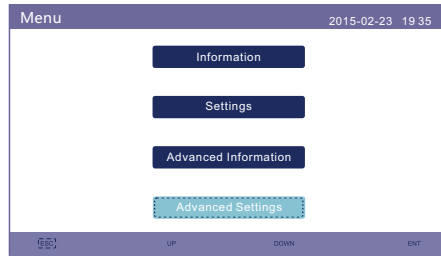 Menu 2015-02-23 19 35
Information
Settings
Advanced Information
Advanced Settings
ESC UP DOWN ENT